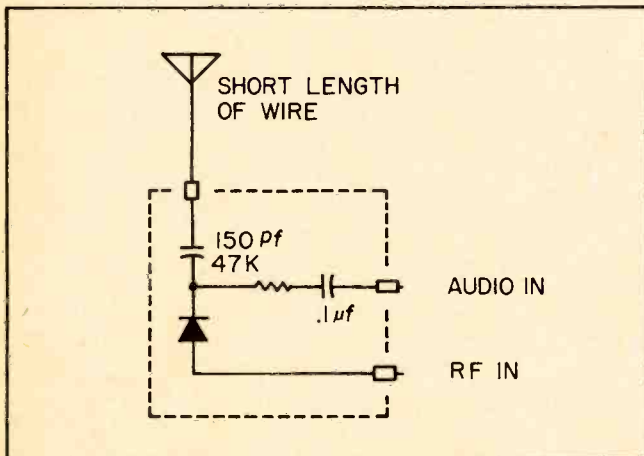 SHORT LENGTH
OF WIRE
150 pf
47K
.1 µf
AUDIO IN
RF IN